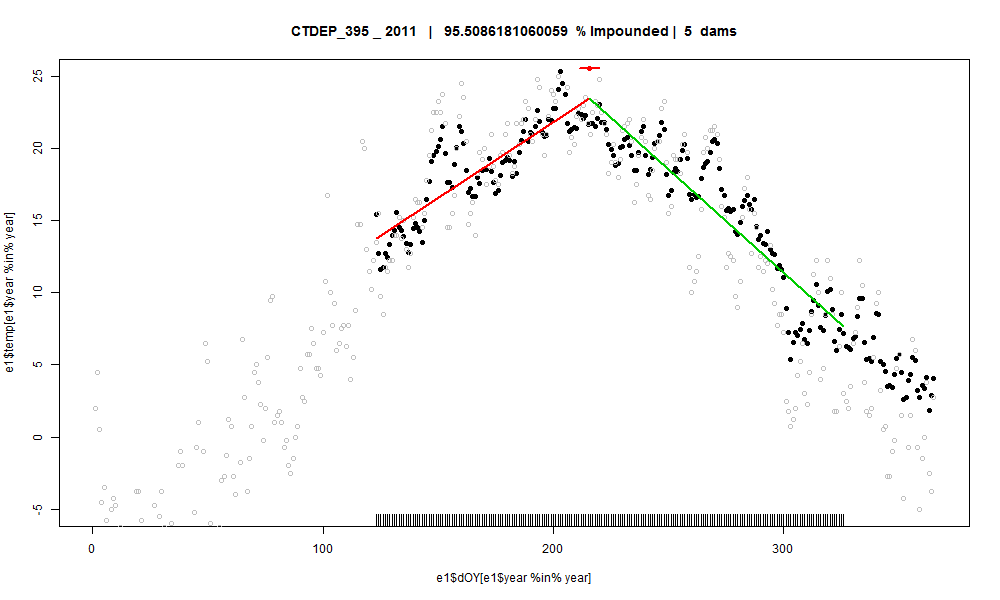 CTDEP_395 _ 2011 | 95.5086181060059 % Impounded | 5 dams
25
20
15
10
5
0
-5
e1$temp[e1$year %in% year]
0 100 200 300
e1$dOY[e1$year %in% year]